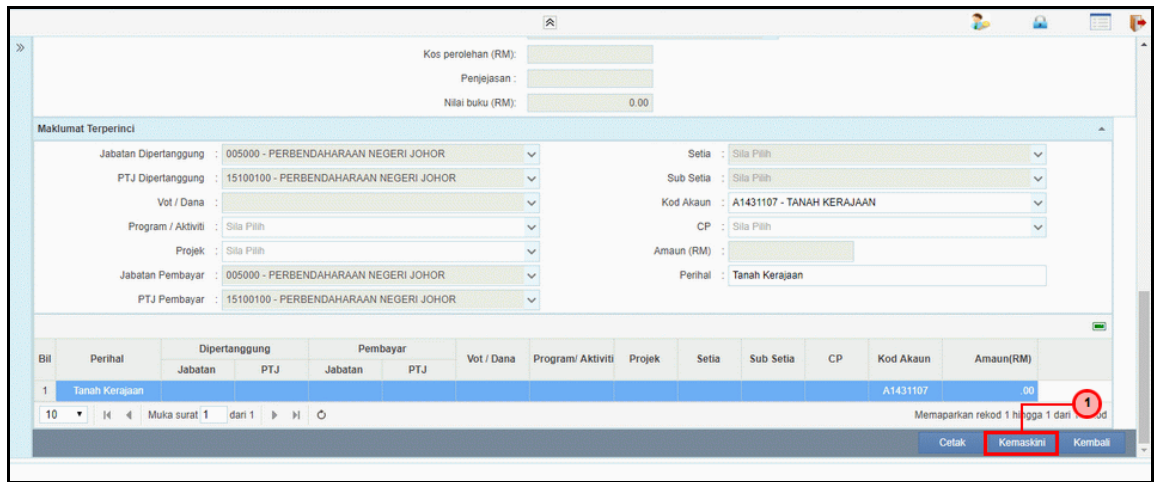 Kos perolehan (RM):
Penjejasan :
Nilai buku (RM): 0.00
Maklumat Terperinci
Jabatan Dipertanggung : 005000 - PERBENDAHARAAN NEGERI JOHOR Setia : Sila Pilih
PTJ Dipertanggung : 15100100 - PERBENDAHARAAN NEGERI JOHOR Sub Setia : Sila Pilih
Vot / Dana : Kod Akaun : A1431107 - TANAH KERAJAAN
Program / Aktiviti : Sila Pilih CP : Sila Pilih
Projek : Sila Pilih Amaun (RM) :
Jabatan Pembayar : 005000 - PERBENDAHARAAN NEGERI JOHOR Perihal : Tanah Kerajaan
PTJ Pembayar : 15100100 - PERBENDAHARAAN NEGERI JOHOR
Bil Perihal Dipertanggung Pembayar Vot / Dana Program/ Aktiviti Projek Setia Sub Setia CP Kod Akaun Amaun(RM)
Jabatan PTJ Jabatan PTJ
1 Tanah Kerajaan A1431107 .00
10 Muka surat 1 dari 1 Memaparkan rekod 1 hingga 1 dari
1
Cetak Kemaskini Kembali